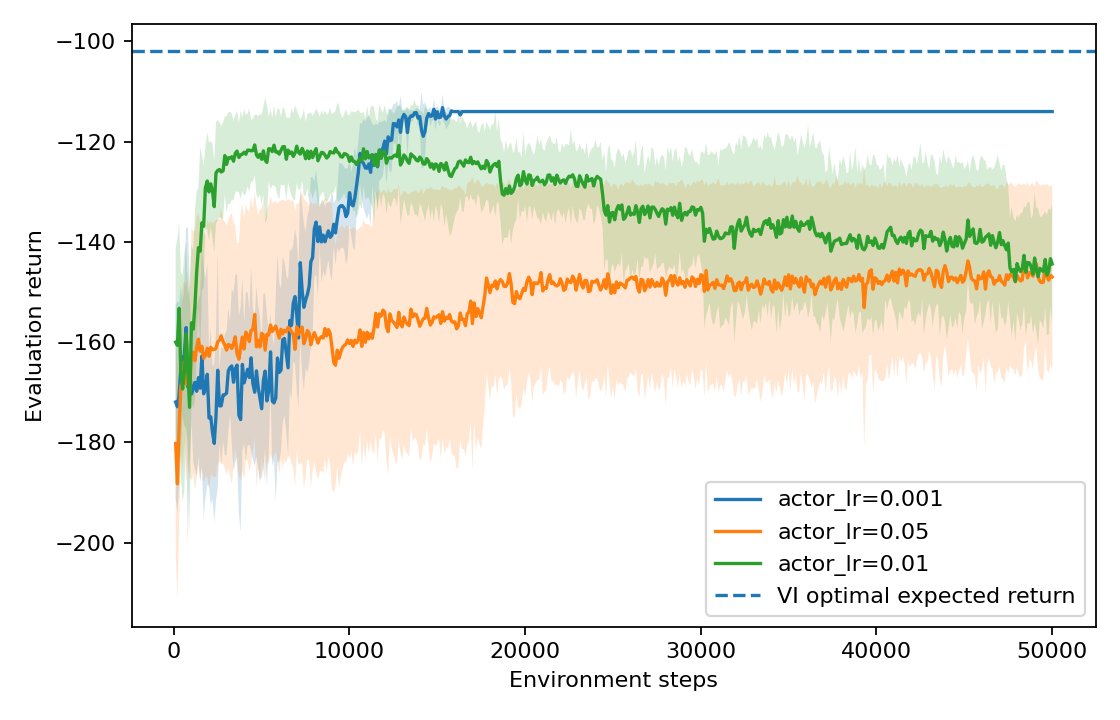 −100
−120
−140
−160
−180
−200
Evaluation return
actor_lr=0.001
actor_lr=0.05
actor_lr=0.01
VI optimal expected return
0
10000
20000
30000
40000
50000
Environment steps